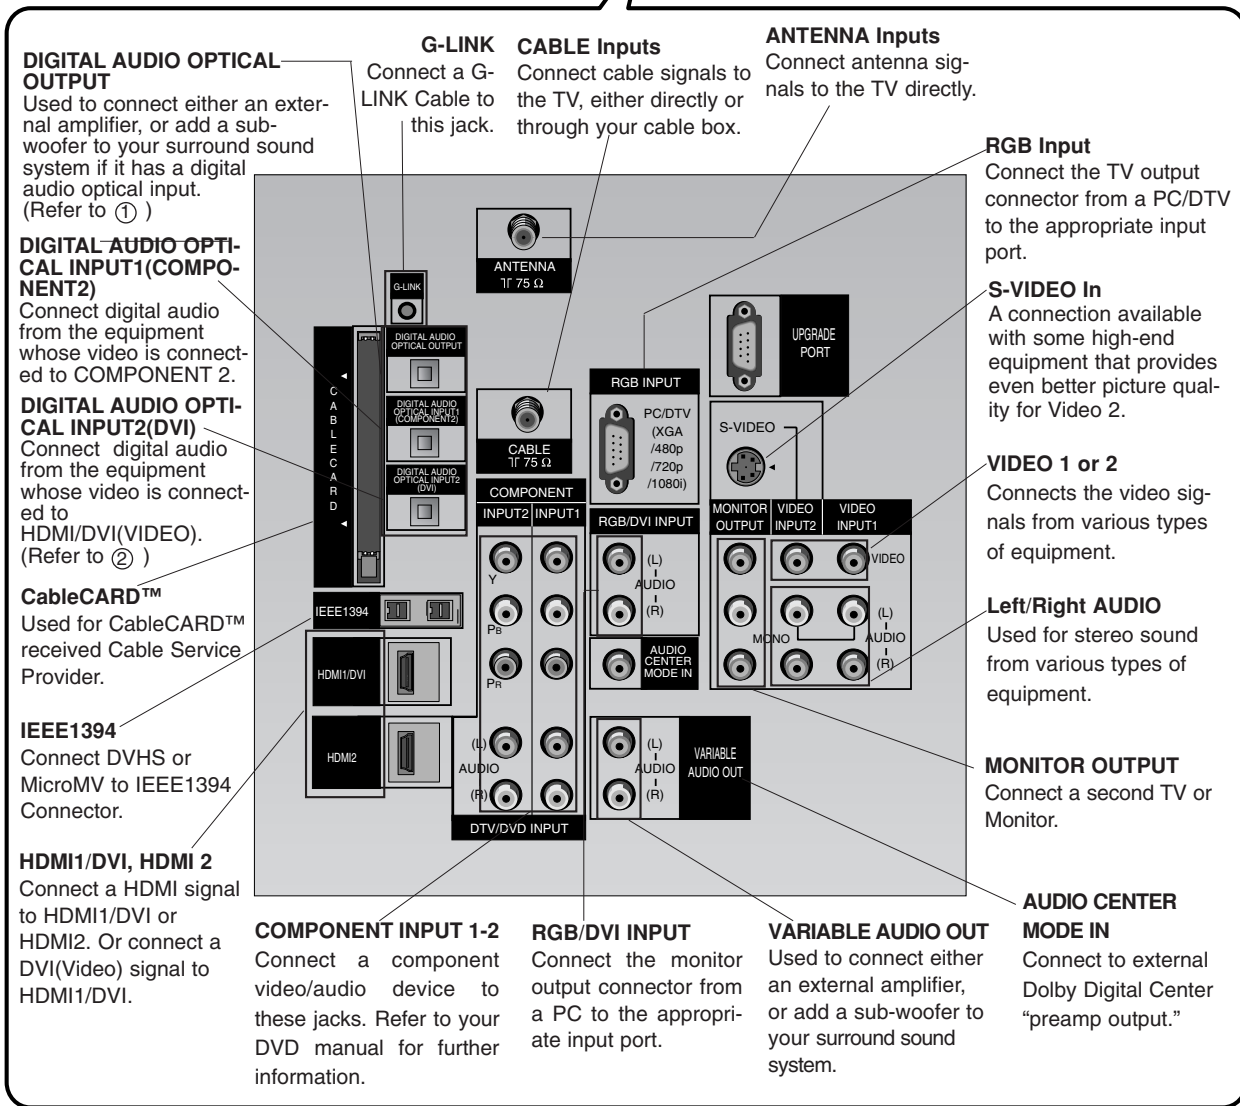 DIGITAL AUDIO OPTICAL
OUTPUT
Used to connect either an exter-
nal amplifier, or add a sub-
woofer to your surround sound
system if it has a digital
audio optical input.
(Refer to ① )
DIGITAL AUDIO OPTI-
CAL INPUT1(COMPO-
NENT2)
Connect digital audio
from the equipment
whose video is connect-
ed to COMPONENT 2.
DIGITAL AUDIO OPTI-
CAL INPUT2(DVI)
Connect digital audio
from the equipment
whose video is connect-
ed to
HDMI/DVI(VIDEO).
(Refer to ② )
CableCARD™
Used for CableCARD™
received Cable Service
Provider.
IEEE1394
Connect DVHS or
MicroMV to IEEE1394
Connector.
HDMI1/DVI, HDMI 2
Connect a HDMI signal
to HDMI1/DVI or
HDMI2. Or connect a
DVI(Video) signal to
HDMI1/DVI.
G-LINK
Connect a G-
LINK Cable to
this jack.
CABLE Inputs
Connect cable signals to
the TV, either directly or
through your cable box.
ANTENNA Inputs
Connect antenna sig-
nals to the TV directly.
RGB Input
Connect the TV output
connector from a PC/DTV
to the appropriate input
port.
S-VIDEO In
A connection available
with some high-end
equipment that provides
even better picture qual-
ity for Video 2.
VIDEO 1 or 2
Connects the video sig-
nals from various types
of equipment.
Left/Right AUDIO
Used for stereo sound
from various types of
equipment.
MONITOR OUTPUT
Connect a second TV or
Monitor.
AUDIO CENTER
MODE IN
Connect to external
Dolby Digital Center
“preamp output.”
COMPONENT INPUT 1-2
Connect a component
video/audio device to
these jacks. Refer to your
DVD manual for further
information.
RGB/DVI INPUT
Connect the monitor
output connector from
a PC to the appropri-
ate input port.
VARIABLE AUDIO OUT
Used to connect either
an external amplifier,
or add a sub-woofer to
your surround sound
system.
ANTENNA
75 Ω
G-LINK
DIGITAL AUDIO
OPTICAL OUTPUT
DIGITAL AUDIO
OPTICAL INPUT1
(COMPONENT2)
DIGITAL AUDIO
OPTICAL INPUT2
(DVI)
CABLECARD
CABLE
75 Ω
RGB INPUT
PC/DTV
(XGA
/480p
/720p
/1080i)
UPGRADE
PORT
S-VIDEO
COMPONENT
INPUT2 INPUT1
RGB/DVI INPUT
MONITOR
OUTPUT
VIDEO
INPUT2
VIDEO
INPUT1
Y
PB
PR
(L)
AUDIO
(R)
VIDEO
MONO
(L)
AUDIO
(R)
AUDIO
CENTER
MODE IN
IEEE1394
HDMI1/DVI
HDMI2
(L)
AUDIO
(R)
DTV/DVD INPUT
(L)
AUDIO
(R)
VARIABLE
AUDIO OUT